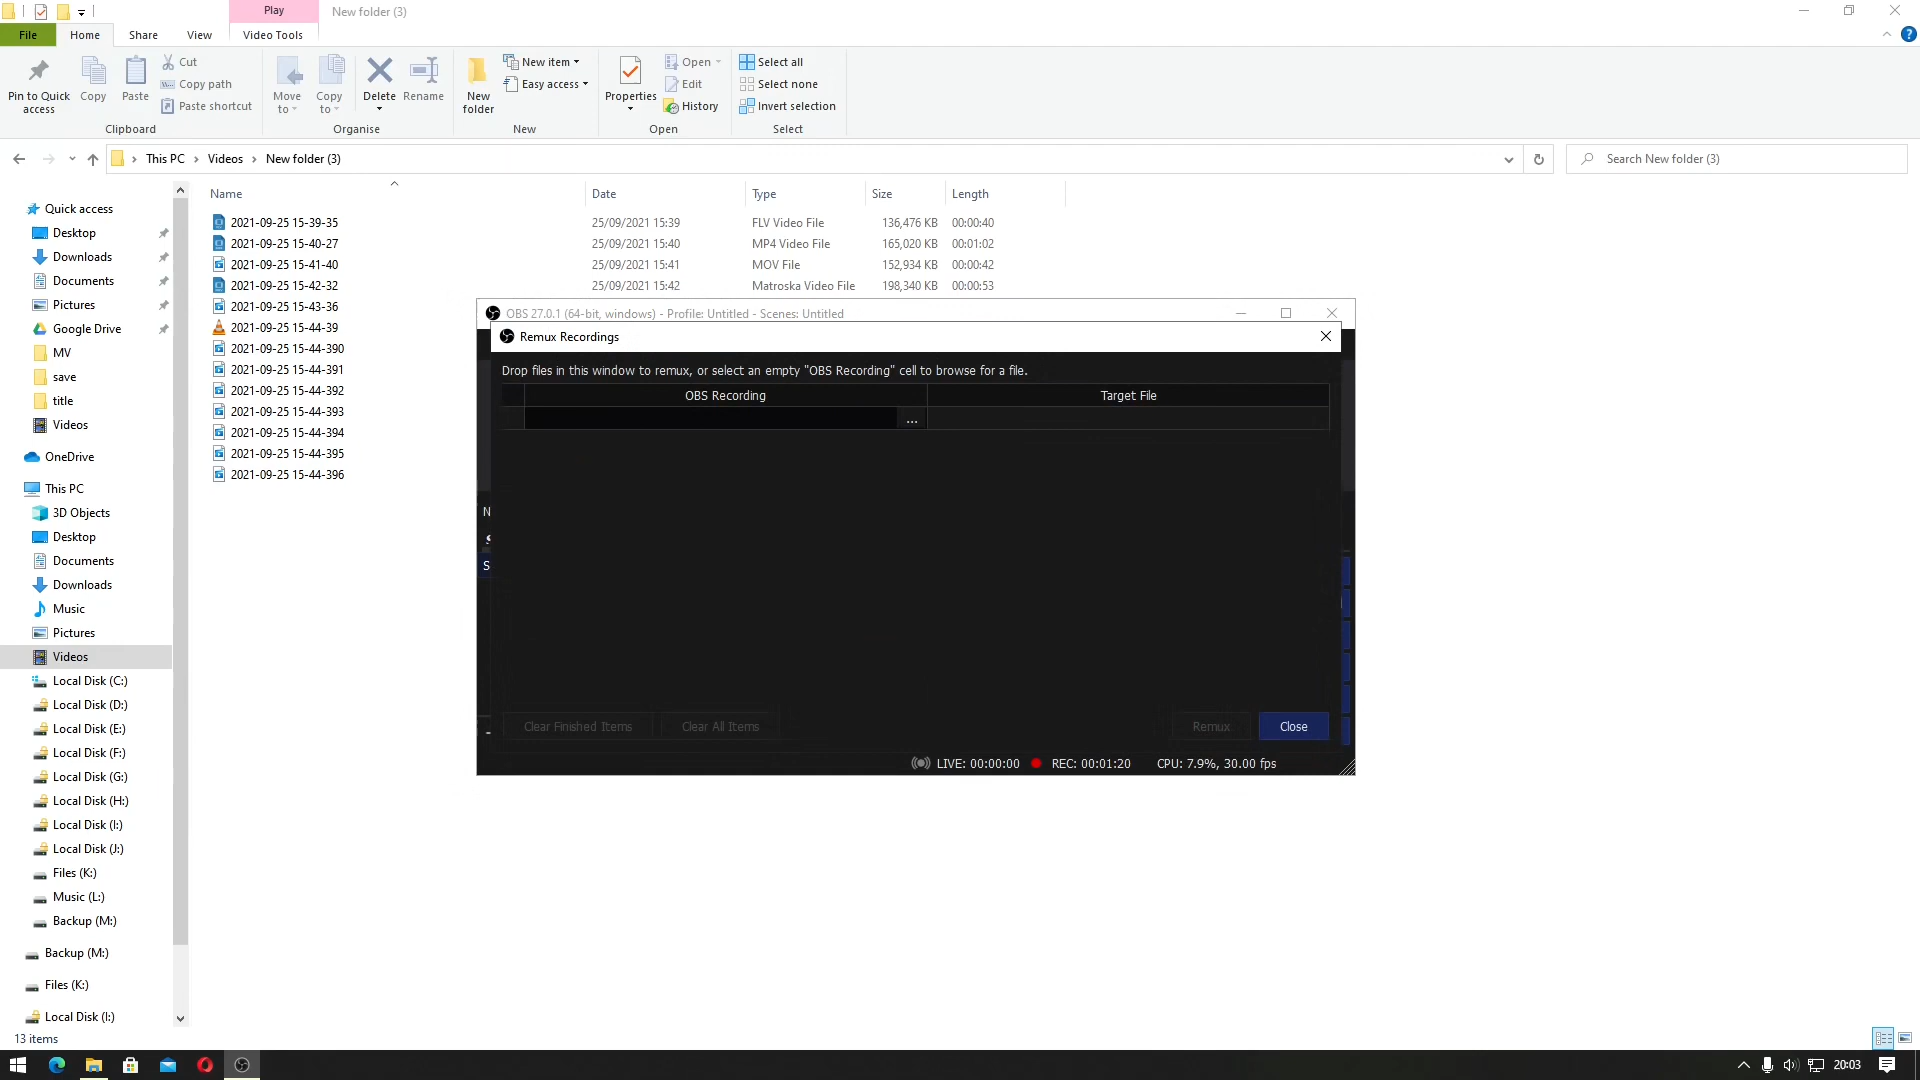 Play
New folder (3)
File
Home
Share
View
Video Tools
Pin to Quick access
Copy
Paste
Cut
Copy path
Paste shortcut
Clipboard
Move to
Copy to
Delete
Rename
Organise
New folder
New item
Easy access
New
Properties
Open
Edit
History
Open
Select all
Select none
Invert selection
Select
This PC > Videos > New folder (3)
Search New folder (3)
Name Date Type Size Length
2021-09-25 15-39-35 25/09/2021 15:39 FLV Video File 136,476 KB 00:00:40
2021-09-25 15-40-27 25/09/2021 15:40 MP4 Video File 165,020 KB 00:01:02
2021-09-25 15-41-40 25/09/2021 15:41 MOV File 152,934 KB 00:00:42
2021-09-25 15-42-32 25/09/2021 15:42 Matroska Video File 198,340 KB 00:00:53
2021-09-25 15-43-36
2021-09-25 15-44-39
2021-09-25 15-44-390
2021-09-25 15-44-391
2021-09-25 15-44-392
2021-09-25 15-44-393
2021-09-25 15-44-394
2021-09-25 15-44-395
2021-09-25 15-44-396
Quick access
Desktop
Downloads
Documents
Pictures
Google Drive
MV
save
title
Videos
OneDrive
This PC
3D Objects
Desktop
Documents
Downloads
Music
Pictures
Videos
Local Disk (C:)
Local Disk (D:)
Local Disk (E:)
Local Disk (F:)
Local Disk (G:)
Local Disk (H:)
Local Disk (I:)
Local Disk (J:)
Files (K:)
Music (L:)
Backup (M:)
Backup (M:)
Files (K:)
Local Disk (I:)
13 items
OBS 27.0.1 (64-bit, windows) - Profile: Untitled - Scenes: Untitled
Remux Recordings
Drop files in this window to remux, or select an empty "OBS Recording" cell to browse for a file.
OBS Recording Target File
...
N
S
S
Clear Finished Items
Clear All Items
Remux
Close
LIVE: 00:00:00 REC: 00:01:20 CPU: 7.9%, 30.00 fps
20:03